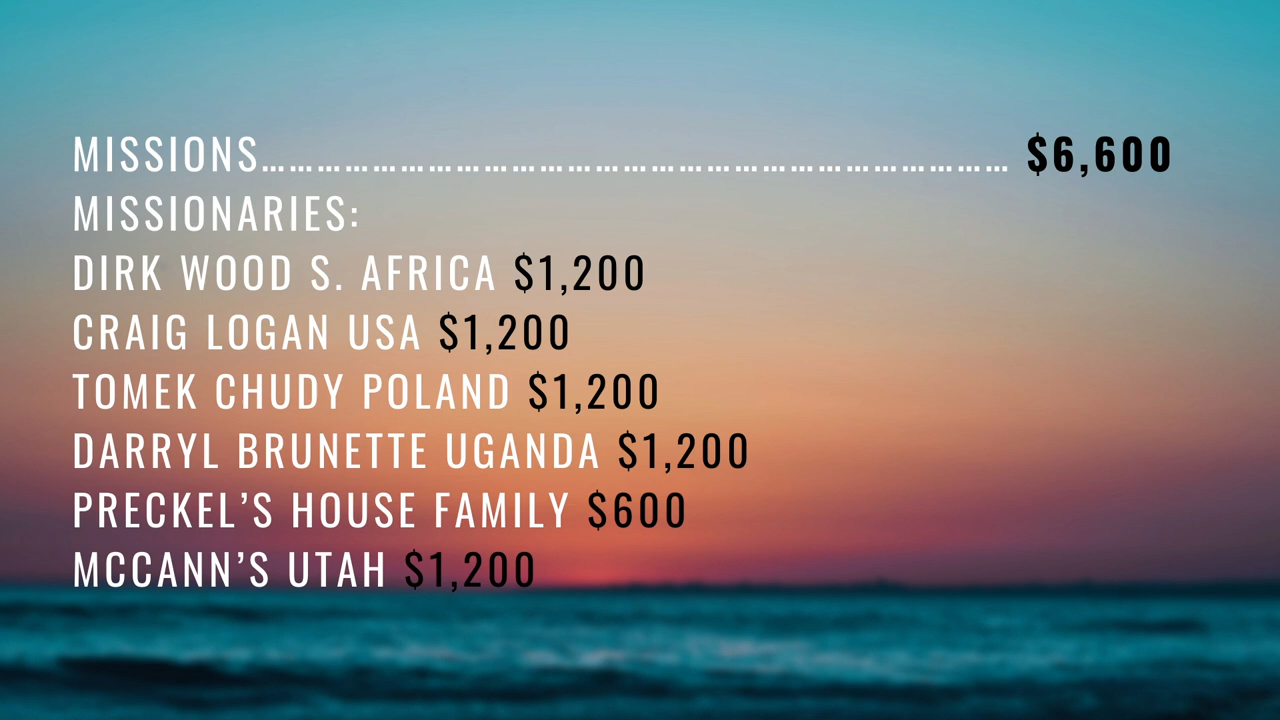 MISSIONS……………………………………………………………………… $6,600
MISSIONARIES:
DIRK WOOD S. AFRICA $1,200
CRAIG LOGAN USA $1,200
TOMEK CHUDY POLAND $1,200
DARRYL BRUNETTE UGANDA $1,200
PRECKEL’S HOUSE FAMILY $600
MCCANN’S UTAH $1,200